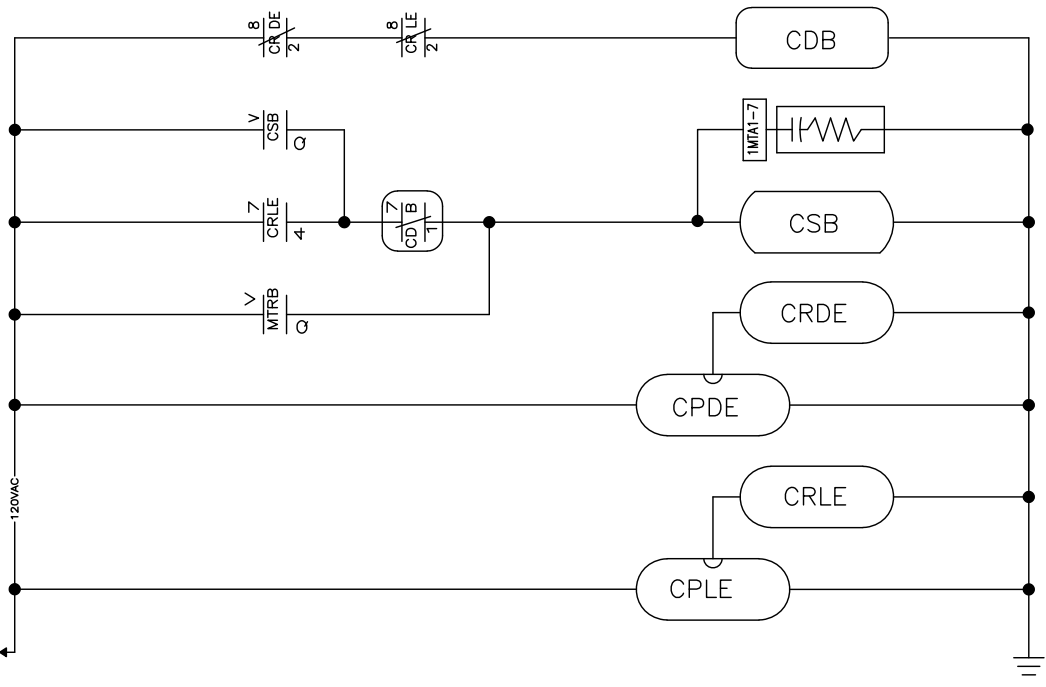 8
CR DE
2
8
CR LE
2
CDB
V
CSB
Q
1MTA1-7
7
CRLE
4
7
CD B
1
CSB
V
MTRB
Q
CRDE
CPDE
CRLE
120VAC
CPLE